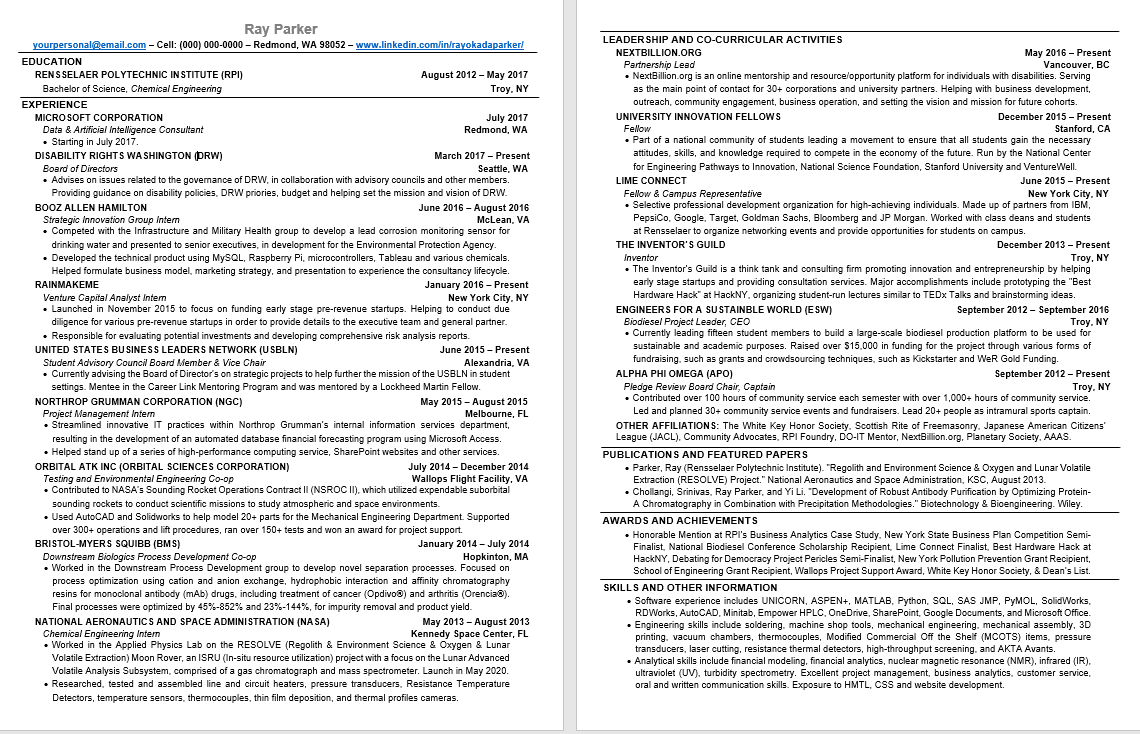 Ray Parker
yourpersonal@email.com – Cell: (000) 000-0000 – Redmond, WA 98052 – www.linkedin.com/in/rayokadaparker/
EDUCATION
RENSSELAER POLYTECHNIC INSTITUTE (RPI) August 2012 – May 2017
Bachelor of Science, Chemical Engineering Troy, NY
EXPERIENCE
MICROSOFT CORPORATION July 2017
Data & Artificial Intelligence Consultant Redmond, WA
• Starting in July 2017.
DISABILITY RIGHTS WASHINGTON (DRW) March 2017 – Present
Board of Directors Seattle, WA
• Advises on issues related to the governance of DRW, in collaboration with advisory councils and other members.
Providing guidance on disability policies, DRW priories, budget and helping set the mission and vision of DRW.
BOOZ ALLEN HAMILTON June 2016 – August 2016
Strategic Innovation Group Intern McLean, VA
• Competed with the Infrastructure and Military Health group to develop a lead corrosion monitoring sensor for
drinking water and presented to senior executives, in development for the Environmental Protection Agency.
• Developed the technical product using MySQL, Raspberry Pi, microcontrollers, Tableau and various chemicals.
Helped formulate business model, marketing strategy, and presentation to experience the consultancy lifecycle.
RAINMAKEME January 2016 – Present
Venture Capital Analyst Intern New York City, NY
• Launched in November 2015 to focus on funding early stage pre-revenue startups. Helping to conduct due
diligence for various pre-revenue startups in order to provide details to the executive team and general partner.
• Responsible for evaluating potential investments and developing comprehensive risk analysis reports.
UNITED STATES BUSINESS LEADERS NETWORK (USBLN) June 2015 – Present
Student Advisory Council Board Member & Vice Chair Alexandria, VA
• Currently advising the Board of Director's on strategic projects to help further the mission of the USBLN in student
settings. Mentee in the Career Link Mentoring Program and was mentored by a Lockheed Martin Fellow.
NORTHROP GRUMMAN CORPORATION (NGC) May 2015 – August 2015
Project Management Intern Melbourne, FL
• Streamlined innovative IT practices within Northrop Grumman's internal information services department,
resulting in the development of an automated database financial forecasting program using Microsoft Access.
• Helped stand up of a series of high-performance computing service, SharePoint websites and other services.
ORBITAL ATK INC (ORBITAL SCIENCES CORPORATION) July 2014 – December 2014
Testing and Environmental Engineering Co-op Wallops Flight Facility, VA
• Contributed to NASA's Sounding Rocket Operations Contract II (NSROC II), which utilized expendable suborbital
sounding rockets to conduct scientific missions to study atmospheric and space environments.
• Used AutoCAD and Solidworks to help model 20+ parts for the Mechanical Engineering Department. Supported
over 300+ operations and lift procedures, ran over 150+ tests and won an award for project support.
BRISTOL-MYERS SQUIBB (BMS) January 2014 – July 2014
Downstream Biologics Process Development Co-op Hopkinton, MA
• Worked in the Downstream Process Development group to develop novel separation processes. Focused on
process optimization using cation and anion exchange, hydrophobic interaction and affinity chromatography
resins for monoclonal antibody (mAb) drugs, including treatment of cancer (Opdivo®) and arthritis (Orencia®).
Final processes were optimized by 45%-852% and 23%-144%, for impurity removal and product yield.
NATIONAL AERONAUTICS AND SPACE ADMINISTRATION (NASA) May 2013 – August 2013
Chemical Engineering Intern Kennedy Space Center, FL
• Worked in the Applied Physics Lab on the RESOLVE (Regolith & Environment Science & Oxygen & Lunar
Volatile Extraction) Moon Rover, an ISRU (In-situ resource utilization) project with a focus on the Lunar Advanced
Volatile Analysis Subsystem, comprised of a gas chromatograph and mass spectrometer. Launch in May 2020.
• Researched, tested and assembled line and circuit heaters, pressure transducers, Resistance Temperature
Detectors, temperature sensors, thermocouples, thin film deposition, and thermal profiles cameras.
LEADERSHIP AND CO-CURRICULAR ACTIVITIES
NEXTBILLION.ORG May 2016 – Present
Partnership Lead Vancouver, BC
• NextBillion.org is an online mentorship and resource/opportunity platform for individuals with disabilities. Serving
as the main point of contact for 30+ corporations and university partners. Helping with business development,
outreach, community engagement, business operation, and setting the vision and mission for future cohorts.
UNIVERSITY INNOVATION FELLOWS December 2015 – Present
Fellow Stanford, CA
• Part of a national community of students leading a movement to ensure that all students gain the necessary
attitudes, skills, and knowledge required to compete in the economy of the future. Run by the National Center
for Engineering Pathways to Innovation, National Science Foundation, Stanford University and VentureWell.
LIME CONNECT June 2015 – Present
Fellow & Campus Representative New York City, NY
• Selective professional development organization for high-achieving individuals. Made up of partners from IBM,
PepsiCo, Google, Target, Goldman Sachs, Bloomberg and JP Morgan. Worked with class deans and students
at Rensselaer to organize networking events and provide opportunities for students on campus.
THE INVENTOR'S GUILD December 2013 – Present
Inventor Troy, NY
• The Inventor's Guild is a think tank and consulting firm promoting innovation and entrepreneurship by helping
early stage startups and providing consultation services. Major accomplishments include prototyping the "Best
Hardware Hack" at HackNY, organizing student-run lectures similar to TEDx Talks and brainstorming ideas.
ENGINEERS FOR A SUSTAINBLE WORLD (ESW) September 2012 – September 2016
Biodiesel Project Leader, CEO Troy, NY
• Currently leading fifteen student members to build a large-scale biodiesel production platform to be used for
sustainable and academic purposes. Raised over $15,000 in funding for the project through various forms of
fundraising, such as grants and crowdsourcing techniques, such as Kickstarter and WeR Gold Funding.
ALPHA PHI OMEGA (APO) September 2012 – Present
Pledge Review Board Chair, Captain Troy, NY
• Contributed over 100 hours of community service each semester with over 1,000+ hours of community service.
Led and planned 30+ community service events and fundraisers. Lead 20+ people as intramural sports captain.
OTHER AFFILIATIONS: The White Key Honor Society, Scottish Rite of Freemasonry, Japanese American Citizens'
League (JACL), Community Advocates, RPI Foundry, DO-IT Mentor, NextBillion.org, Planetary Society, AAAS.
PUBLICATIONS AND FEATURED PAPERS
• Parker, Ray (Rensselaer Polytechnic Institute). "Regolith and Environment Science & Oxygen and Lunar Volatile
Extraction (RESOLVE) Project." National Aeronautics and Space Administration, KSC, August 2013.
• Chollangi, Srinivas, Ray Parker, and Yi Li. "Development of Robust Antibody Purification by Optimizing Protein-
A Chromatography in Combination with Precipitation Methodologies." Biotechnology & Bioengineering. Wiley.
AWARDS AND ACHIEVEMENTS
• Honorable Mention at RPI's Business Analytics Case Study, New York State Business Plan Competition Semi-
Finalist, National Biodiesel Conference Scholarship Recipient, Lime Connect Finalist, Best Hardware Hack at
HackNY, Debating for Democracy Project Semi-Finalist, New York Pollution Prevention Grant Recipient,
School of Engineering Grant Recipient, Wallops Project Support Award, White Key Honor Society, & Dean's List.
SKILLS AND OTHER INFORMATION
• Software experience includes UNICORN, ASPEN+, MATLAB, Python, SQL, SAS JMP, PyMOL, SolidWorks,
RDWorks, AutoCAD, Minitab, Empower HPLC, OneDrive, SharePoint, Google Documents, and Microsoft Office.
• Engineering skills include soldering, machine shop tools, mechanical engineering, mechanical assembly, 3D
printing, vacuum chambers, thermocouples, Modified Commercial Off the Shelf (MCOTS) items, pressure
transducers, laser cutting, resistance thermal detectors, high-throughput screening, and AKTA Avants.
• Analytical skills include financial modeling, financial analytics, nuclear magnetic resonance (NMR), infrared (IR),
ultraviolet (UV), turbidity spectrometry. Excellent project management, business analytics, customer service,
oral and written communication skills. Exposure to HMTL, CSS and website development.